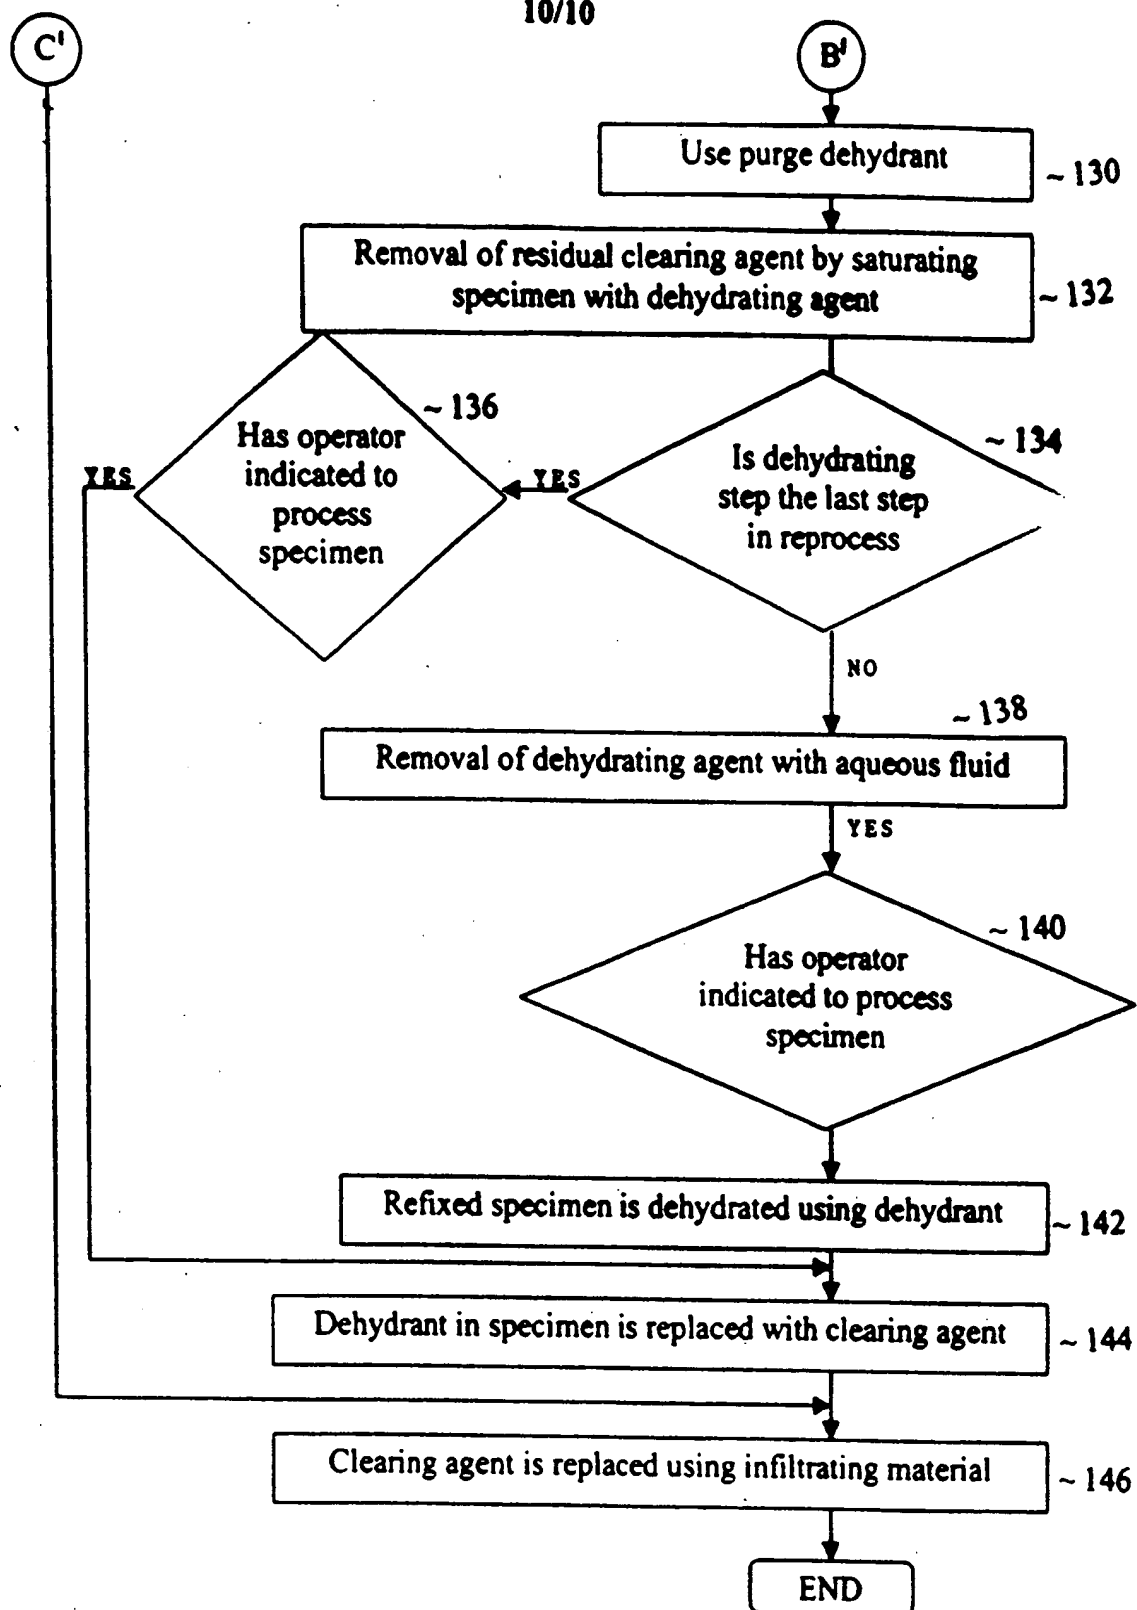 10/10
C'
B'
Use purge dehydrant
~ 130
Removal of residual clearing agent by saturating
specimen with dehydrating agent
~ 132
~ 136
Has operator
indicated to
process
specimen
YES
YES
~ 134
Is dehydrating
step the last step
in reprocess
NO
~ 138
Removal of dehydrating agent with aqueous fluid
YES
~ 140
Has operator
indicated to process
specimen
Refixed specimen is dehydrated using dehydrant
~ 142
Dehydrant in specimen is replaced with clearing agent
~ 144
Clearing agent is replaced using infiltrating material
~ 146
END